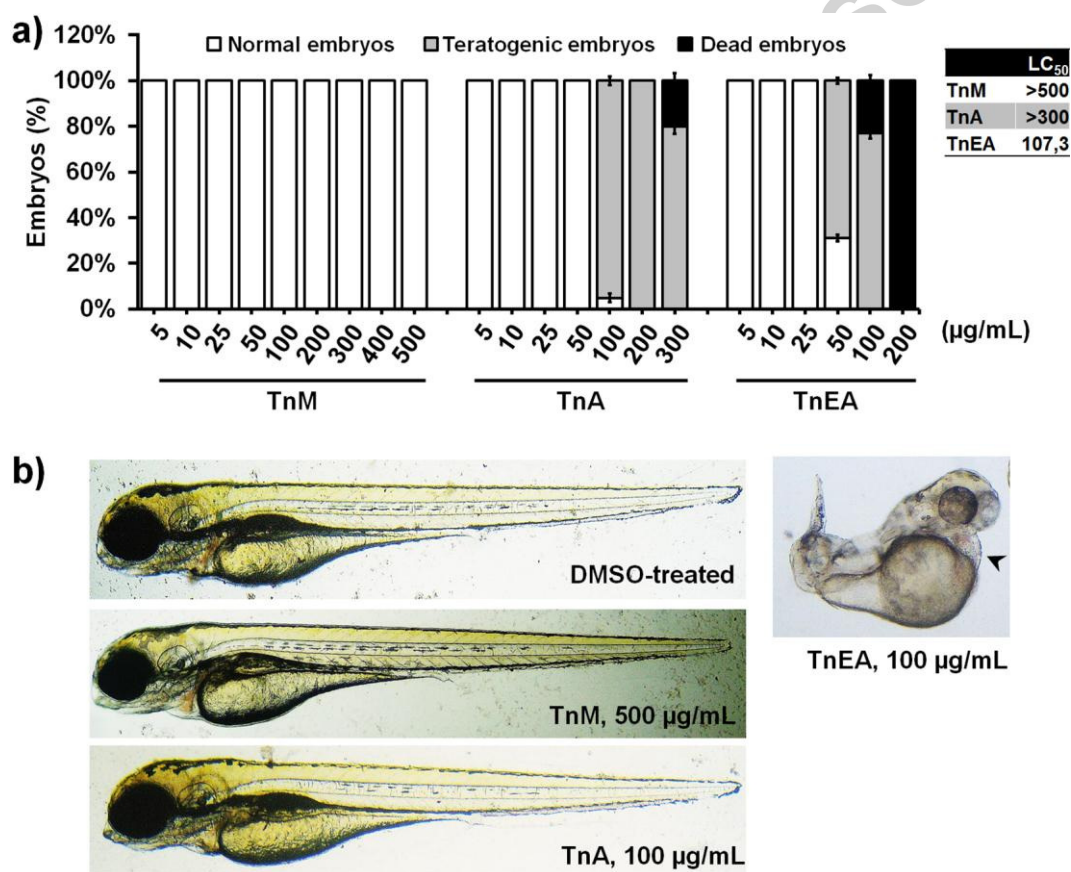 a)
120%
100%
80%
60%
40%
20%
0%
Embryos (%)
Normal embryos Teratogenic embryos Dead embryos
5 10 25 50 100 200 300 400 500 5 10 25 50 100 200 300 5 10 25 50 100 200 (µg/mL)
TnM TnA TnEA
LC50
TnM >500
TnA >300
TnEA 107,3
b)
DMSO-treated
TnM, 500 µg/mL
TnA, 100 µg/mL
TnEA, 100 µg/mL